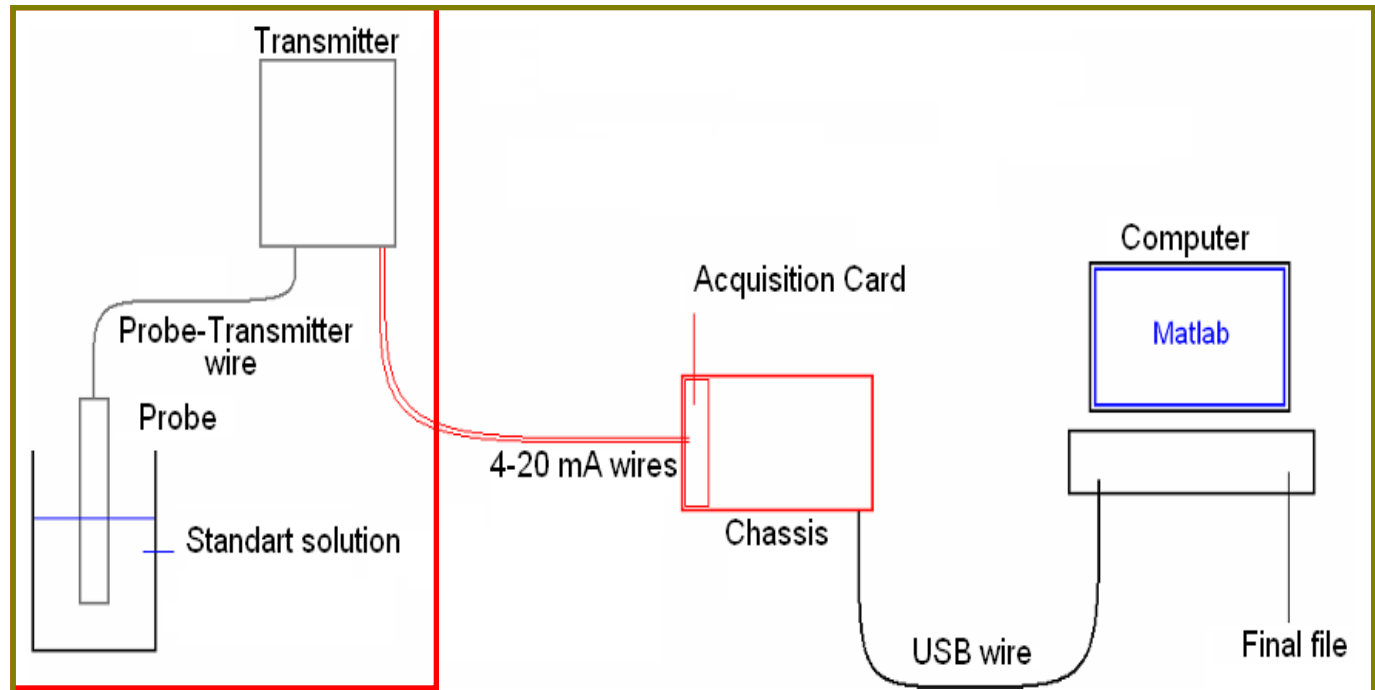 Transmitter
Probe-Transmitter
wire
Probe
Standart solution
4-20 mA wires
Acquisition Card
Chassis
USB wire
Computer
Matlab
Final file